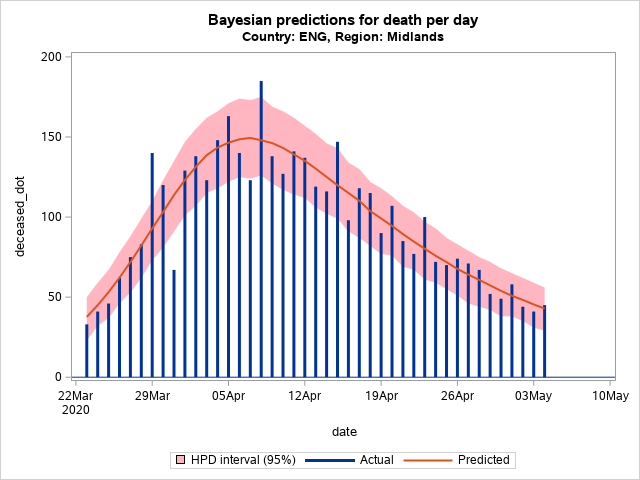 Bayesian predictions for death per day
Country: ENG, Region: Midlands
200
150
100
50
0
deceased_dot
22Mar 29Mar 05Apr 12Apr 19Apr 26Apr 03May 10May
2020
date
HPD interval (95%) Actual Predicted